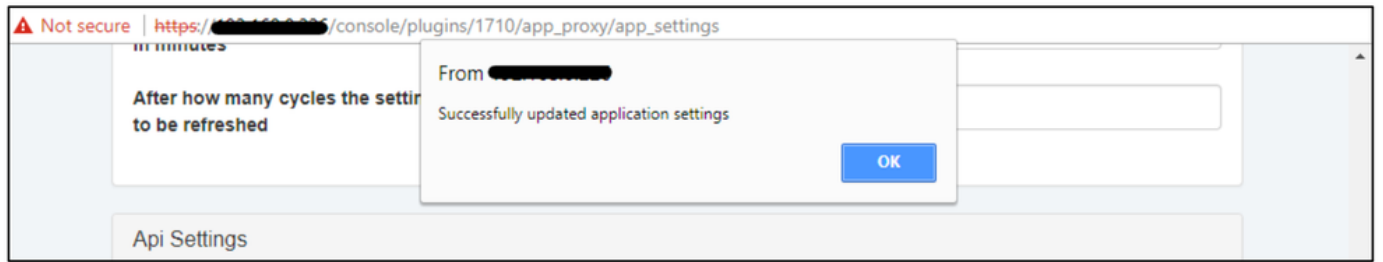 Not secure | https:// /console/plugins/1710/app_proxy/app_settings
in minutes
From
After how many cycles the settin
to be refreshed
Successfully updated application settings
OK
Api Settings